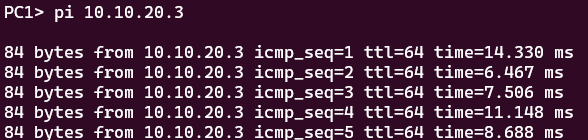 PC1> pi 10.10.20.3
84 bytes from 10.10.20.3 icmp_seq=1 ttl=64 time=14.330 ms
84 bytes from 10.10.20.3 icmp_seq=2 ttl=64 time=6.467 ms
84 bytes from 10.10.20.3 icmp_seq=3 ttl=64 time=7.506 ms
84 bytes from 10.10.20.3 icmp_seq=4 ttl=64 time=11.148 ms
84 bytes from 10.10.20.3 icmp_seq=5 ttl=64 time=8.688 ms